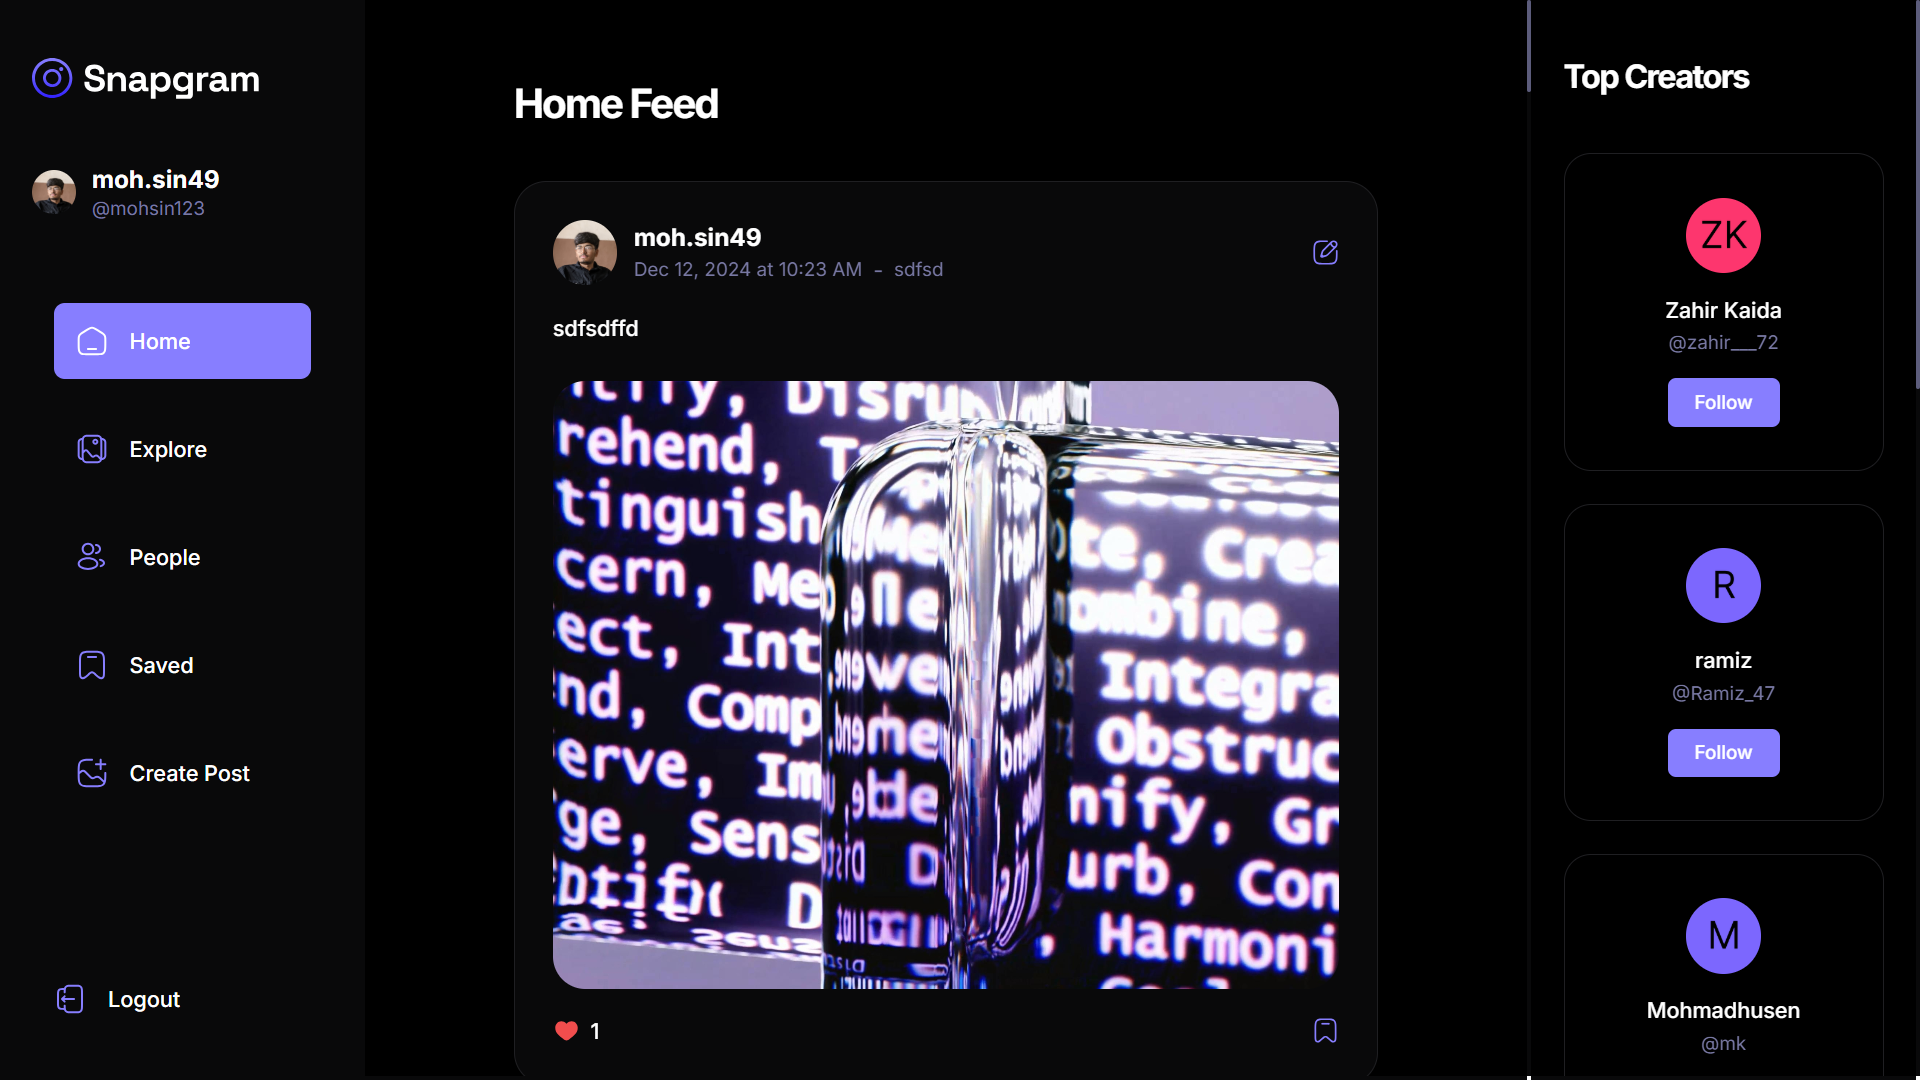 Snapgram
moh.sin49
@mohsin123
Home
Explore
People
Saved
Create Post
Logout
Home Feed
moh.sin49
Dec 12, 2024 at 10:23 AM - sdfsd
sdfsdffd
rehend,
tinguish
cern, Me
ect, Int
nd, Comp
erve, Im
ge, Sens
D
te, Crea
ombine,
Integra
Obstruc
nify, Gr
urb, Con
, Harmoni
1
Top Creators
ZK
Zahir Kaida
@zahir___72
Follow
R
ramiz
@Ramiz_47
Follow
M
Mohmadhusen
@mk